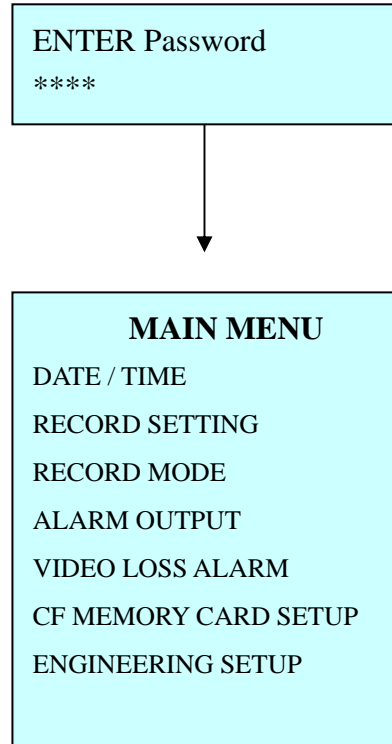 ENTER Password
****
MAIN MENU
DATE / TIME
RECORD SETTING
RECORD MODE
ALARM OUTPUT
VIDEO LOSS ALARM
CF MEMORY CARD SETUP
ENGINEERING SETUP